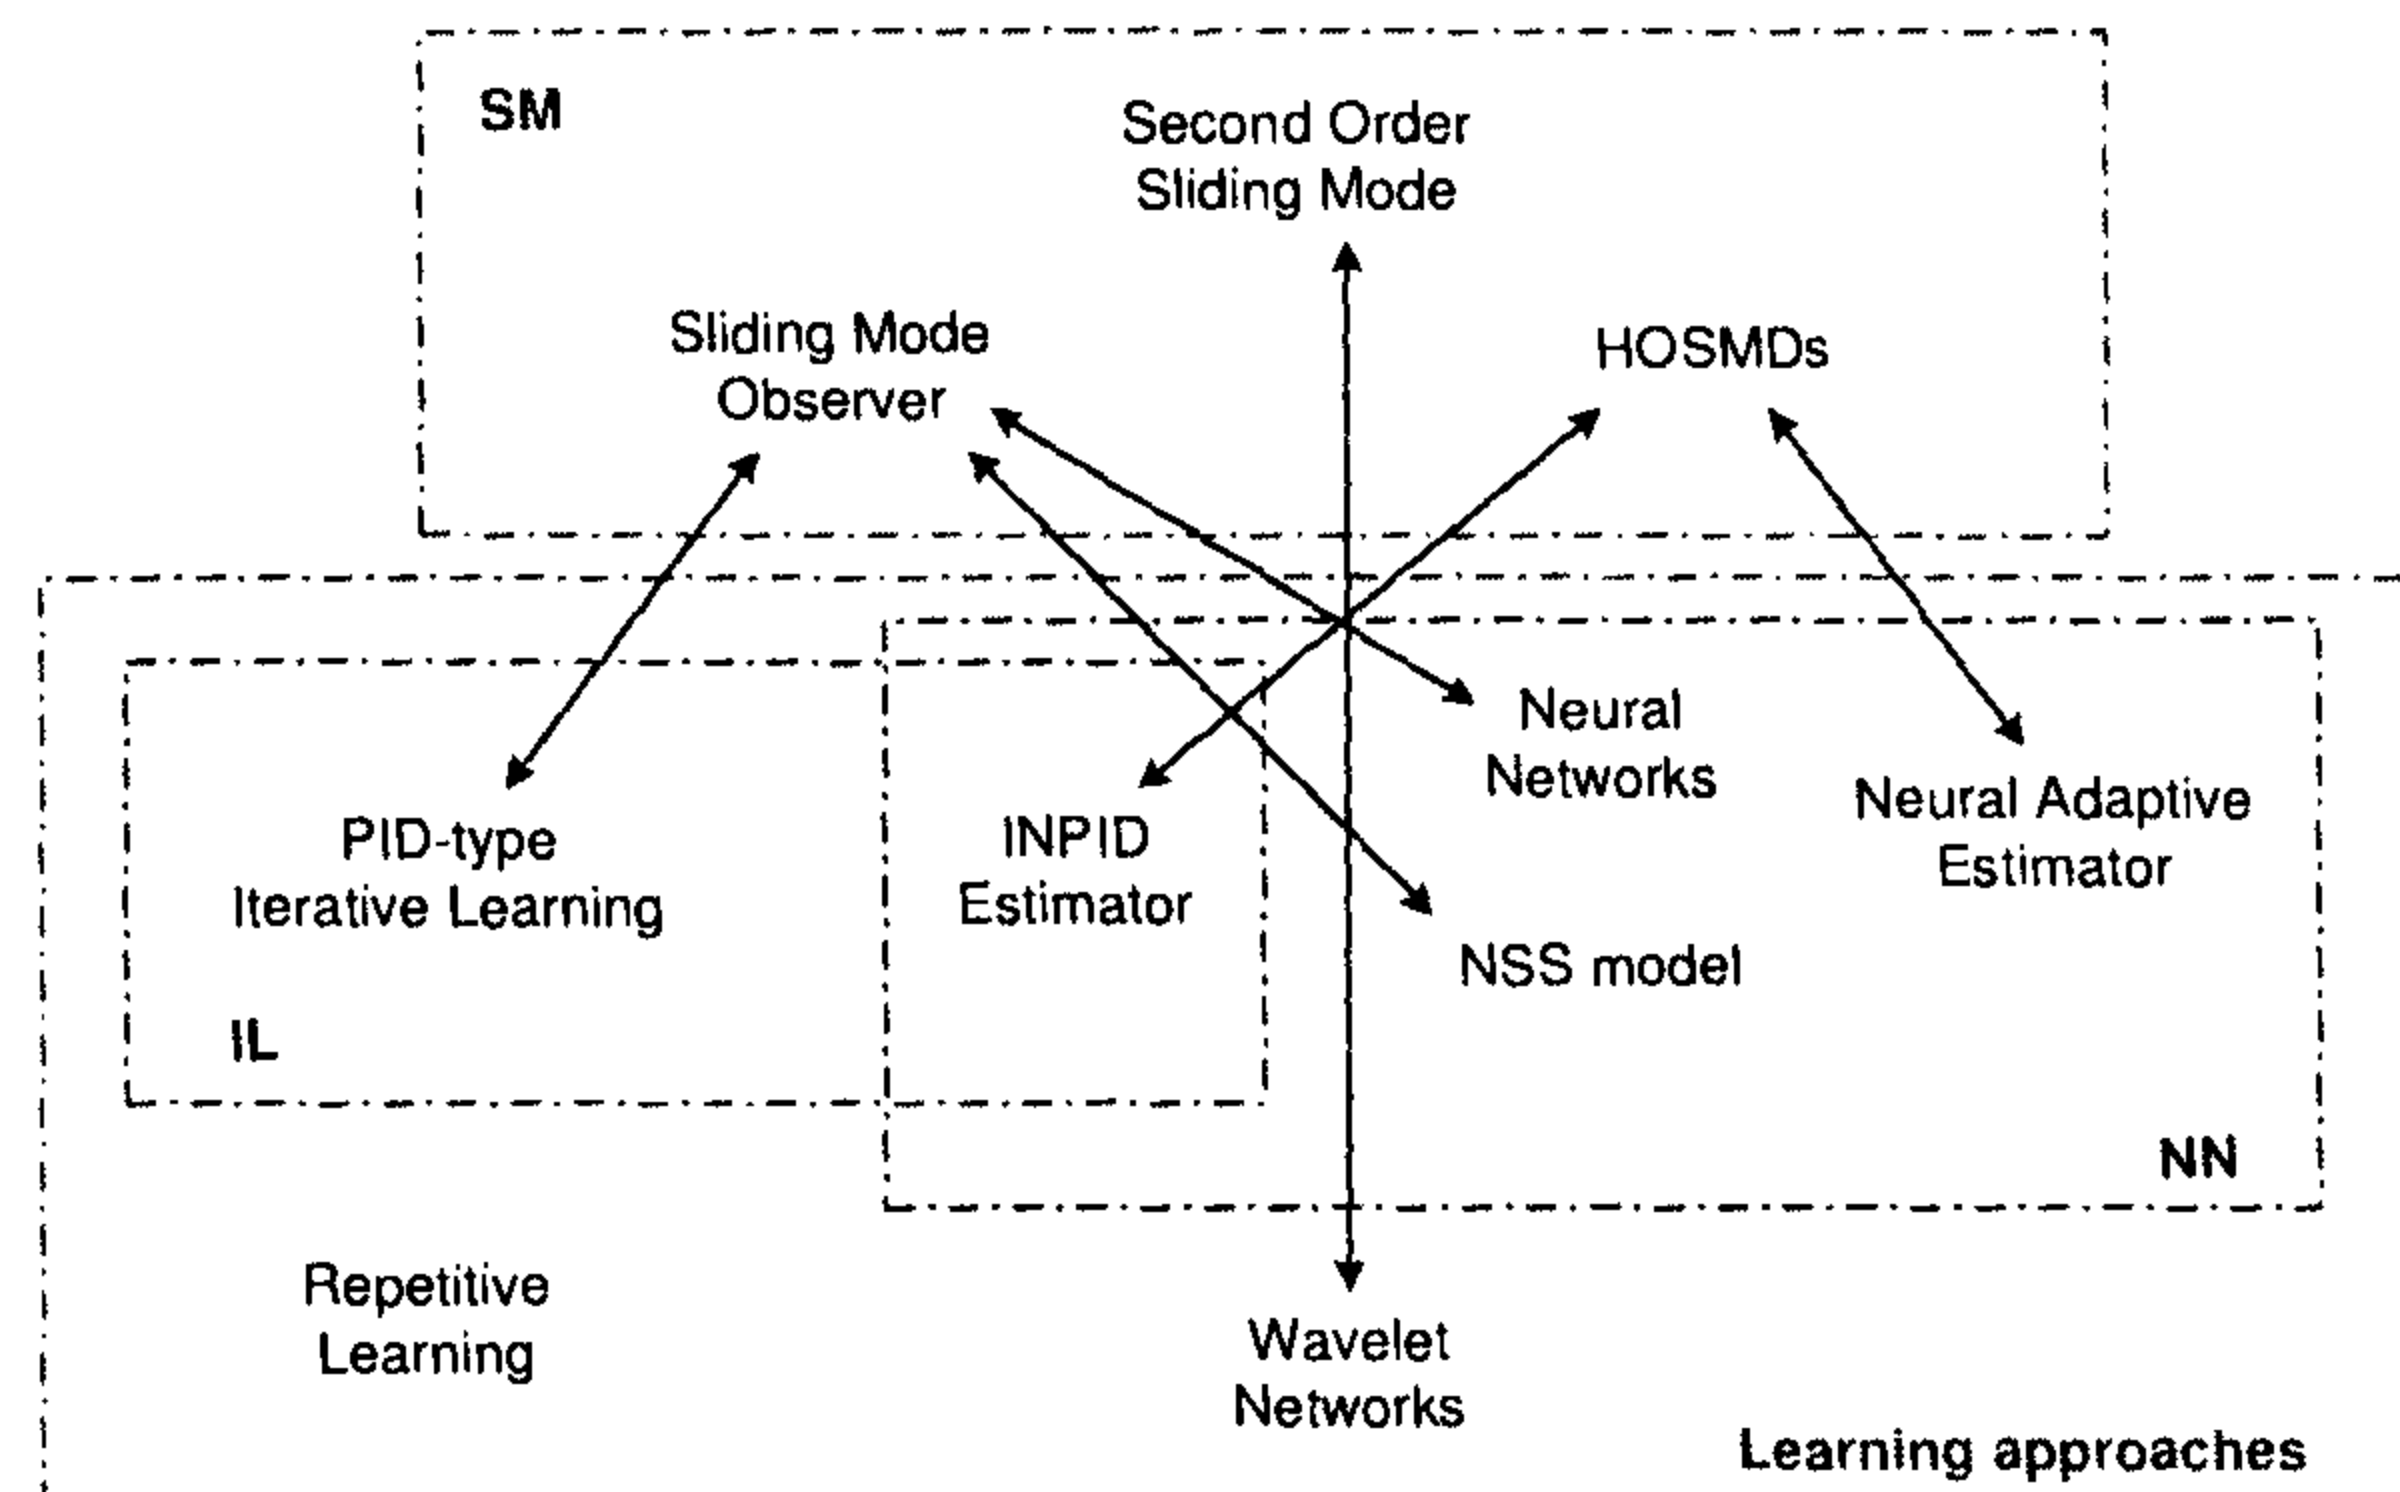 SM
Second Order
Sliding Mode
Sliding Mode
Observer
HOSMDs
Neural
Networks
Neural Adaptive
Estimator
PID-type
Iterative Learning
INPID
Estimator
NSS model
IL
NN
Repetitive
Learning
Wavelet
Networks
Learning approaches